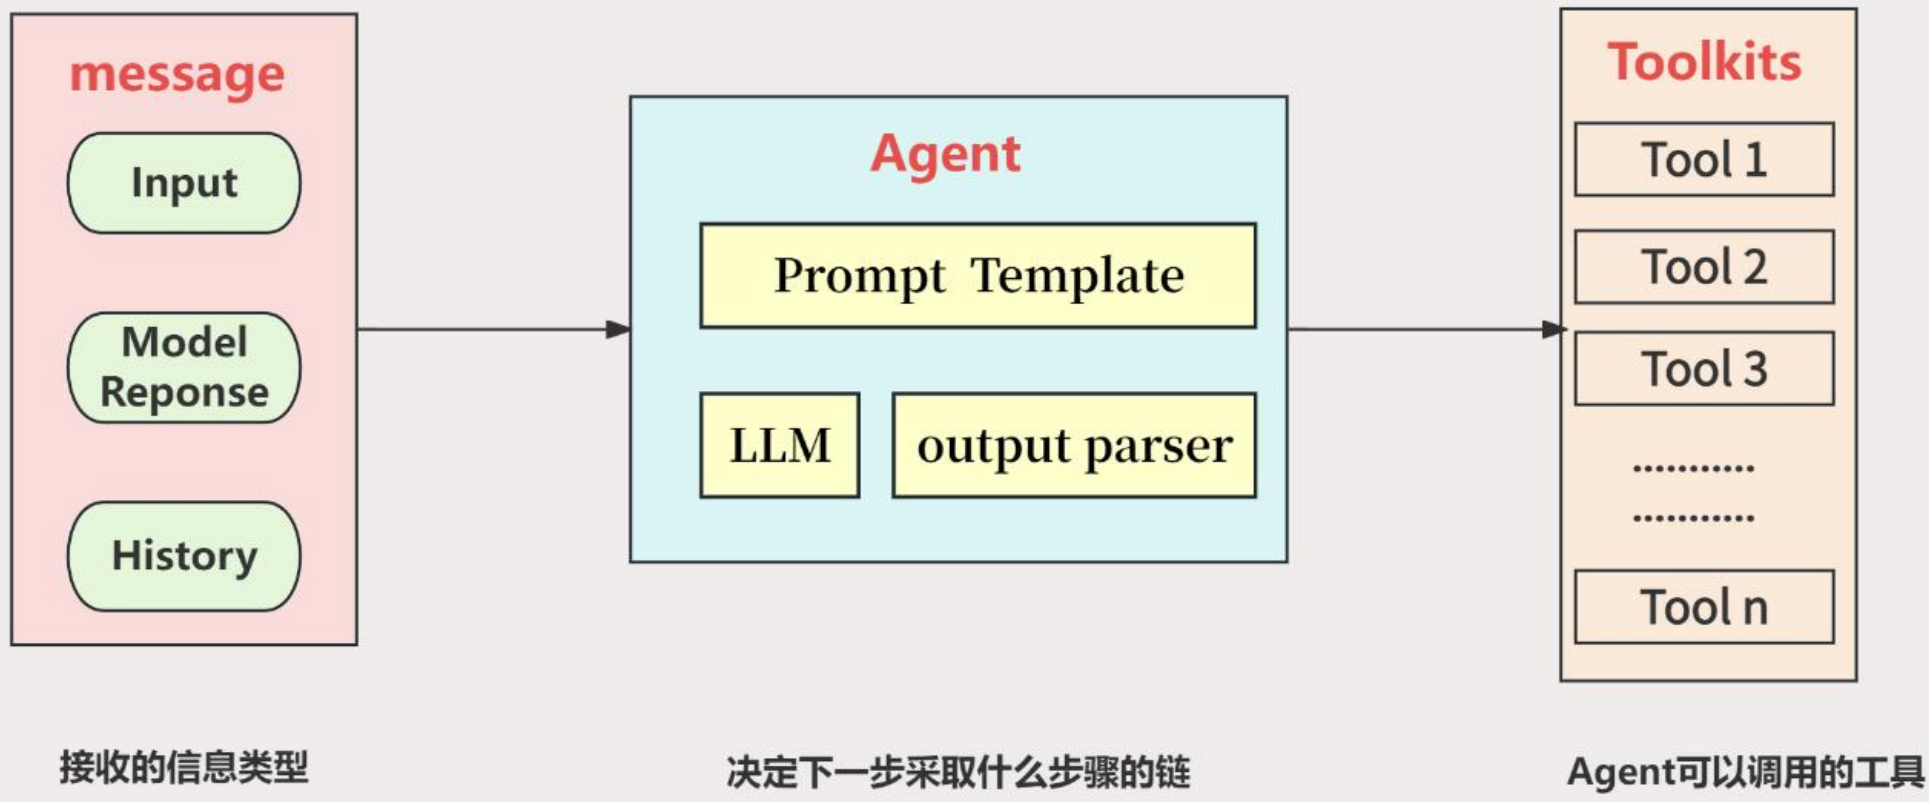 message
Input
Model
Reponse
History
接收的信息类型
Agent
Prompt Template
LLM
output parser
决定下一步采取什么步骤的链
Toolkits
Tool 1
Tool 2
Tool 3
...........
...........
Tool n
Agent可以调用的工具